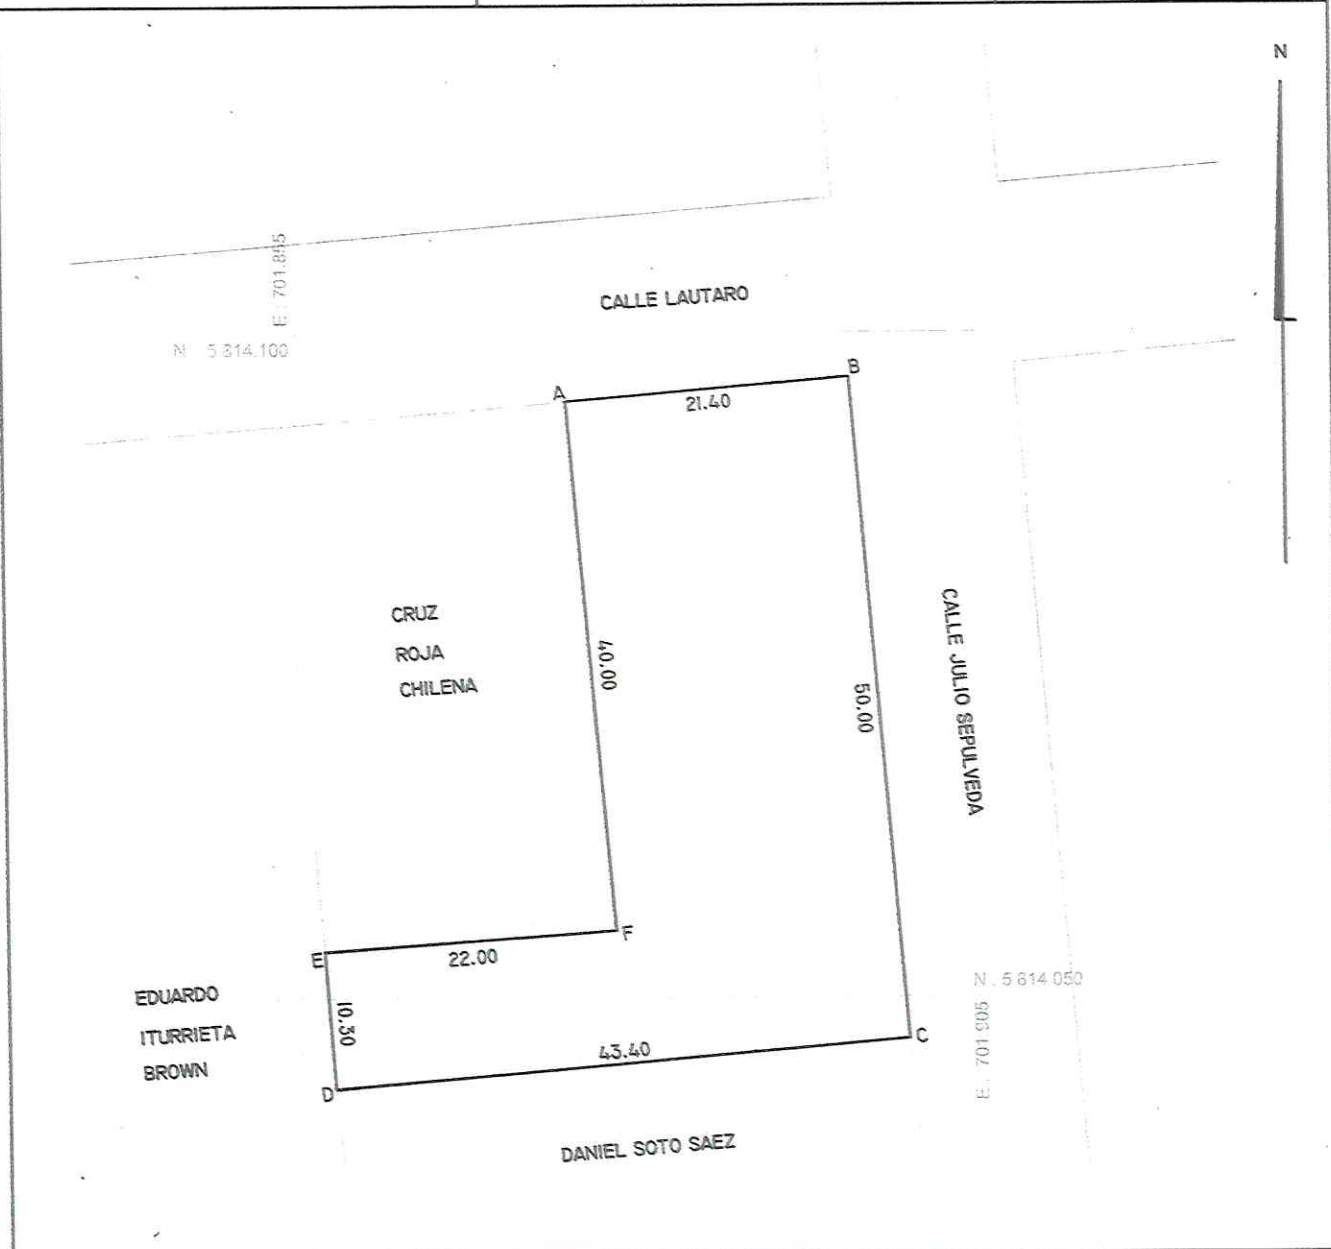 N
E. 701.855
CALLE LAUTARO
N 5 814.100
A
B
21.40
CRUZ
ROJA
CHILENA
40.00
50.00
CALLE JULIO SEPULVEDA
E
F
22.00
EDUARDO
ITURRIETA
BROWN
10.30
N. 5 814 050
E. 701 905
43.40
C
D
DANIEL SOTO SAEZ